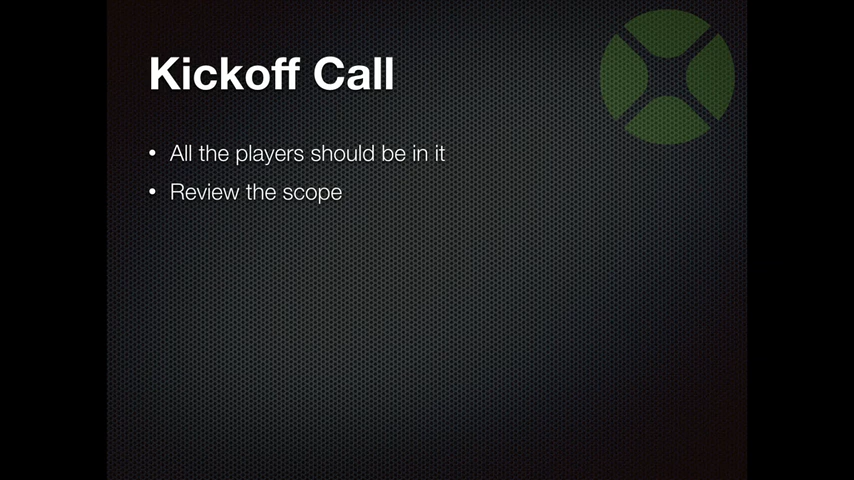 Kickoff Call
• All the players should be in it
• Review the scope